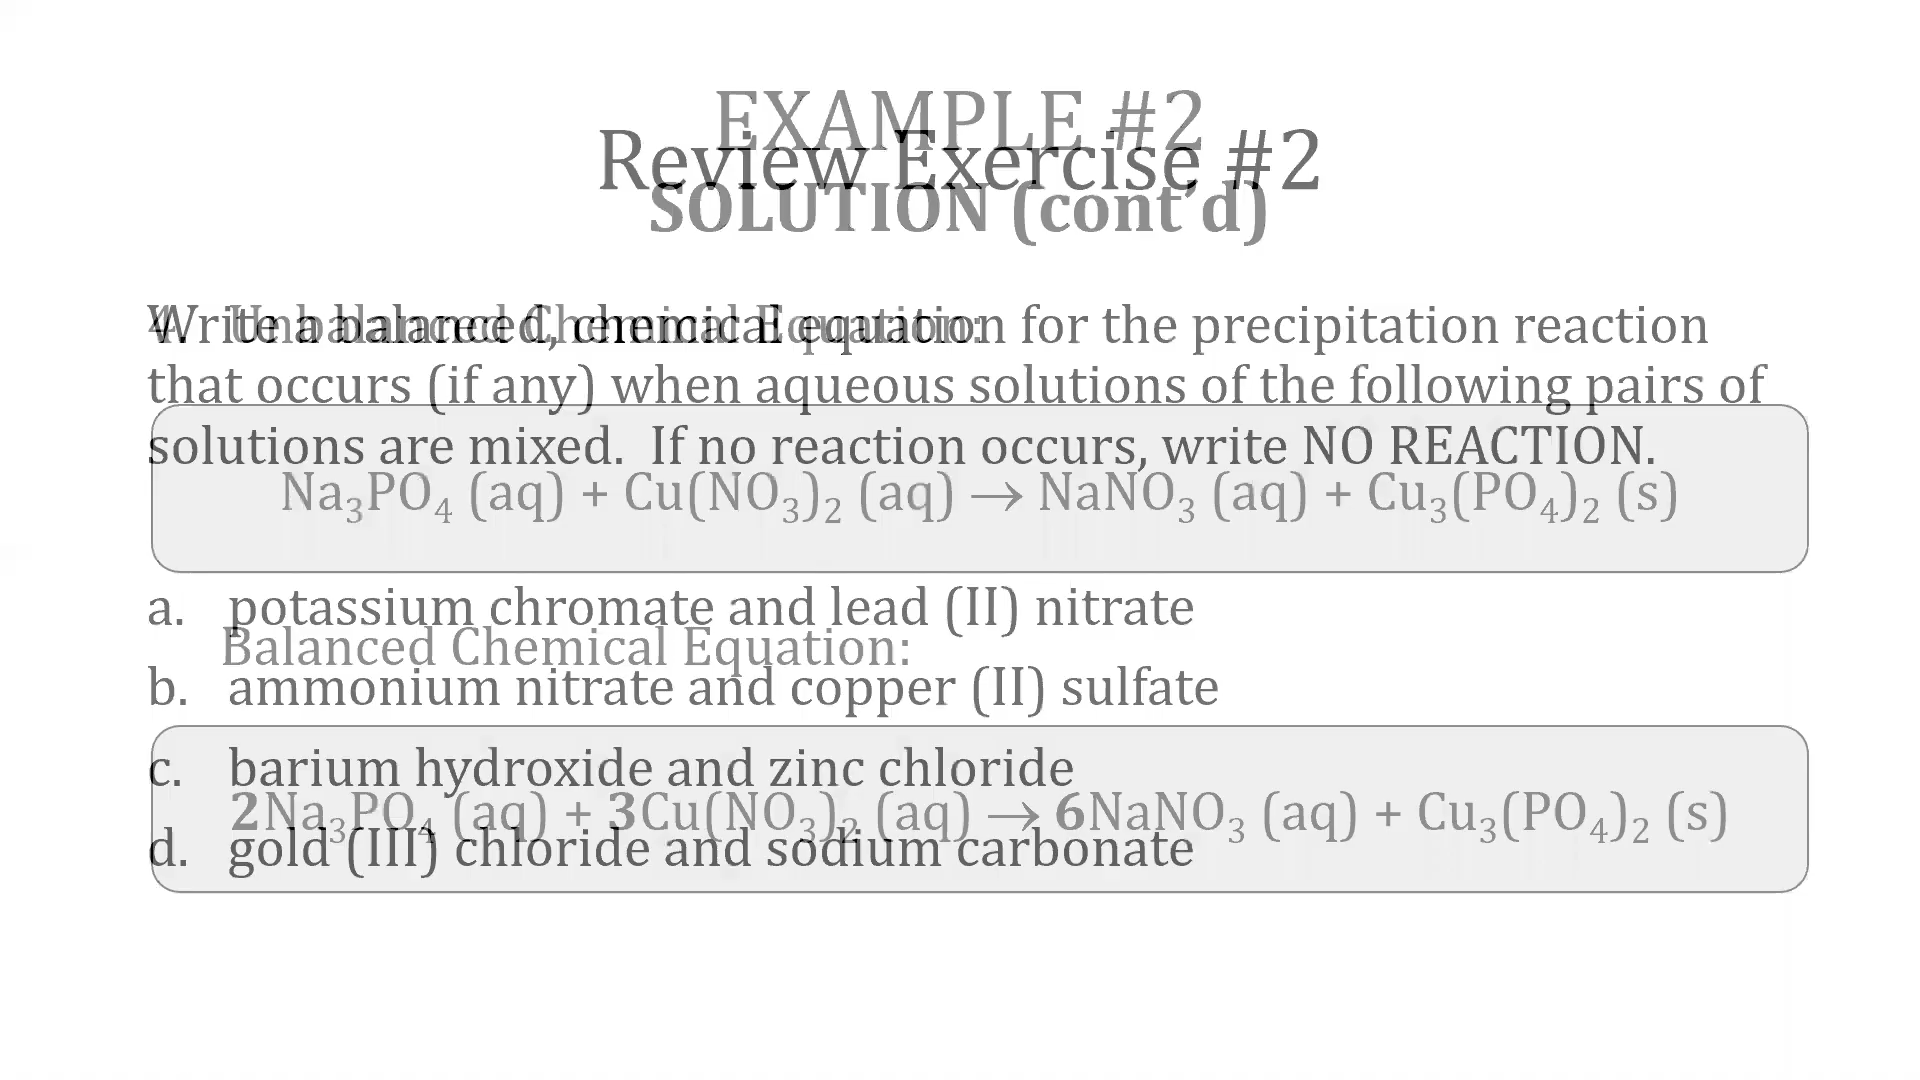 EXAMPLE #2
Review Exercise #2
SOLUTION (cont'd)
4. Unbalanced Chemical Equation:
Write a balanced, chemical equation for the precipitation reaction
that occurs (if any) when aqueous solutions of the following pairs of
solutions are mixed. If no reaction occurs, write NO REACTION.
Na₃PO₄ (aq) + Cu(NO₃)₂ (aq) → NaNO₃ (aq) + Cu₃(PO₄)₂ (s)
a. potassium chromate and lead (II) nitrate
Balanced Chemical Equation:
b. ammonium nitrate and copper (II) sulfate
c. barium hydroxide and zinc chloride
2Na₃PO₄ (aq) + 3Cu(NO₃)₂ (aq) → 6NaNO₃ (aq) + Cu₃(PO₄)₂ (s)
d. gold (III) chloride and sodium carbonate